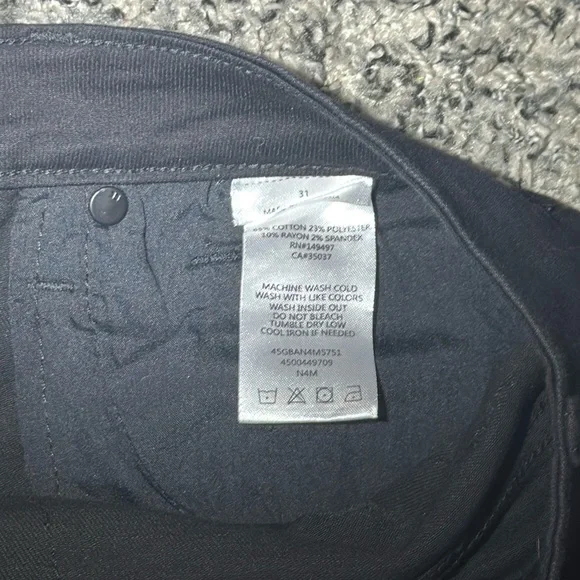 31
COTTON 23% POLYESTER
10% RAYON 2% SPANDEX
RN#149497
CA#35037
MACHINE WASH COLD
WASH WITH LIKE COLORS
WASH INSIDE OUT
DO NOT BLEACH
TUMBLE DRY LOW
COOL IRON IF NEEDED
45GBAN4M5751
4500449709
N4M